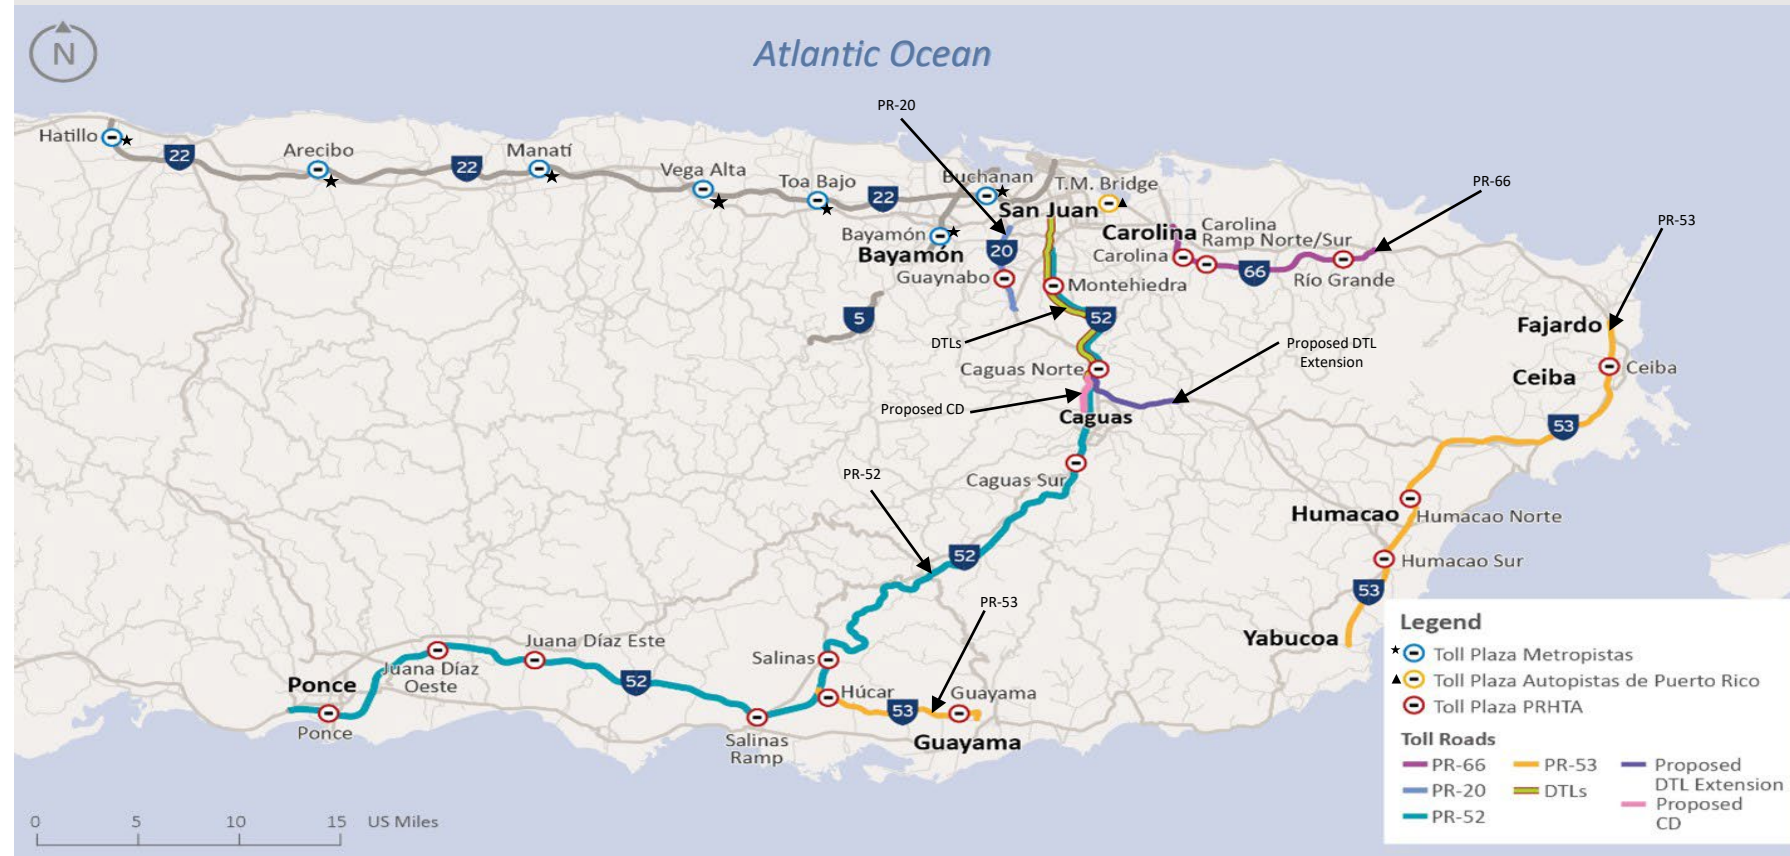 N
Atlantic Ocean
PR-20
Hatillo
22
Arecibo
22
Manatí
Vega Alta
Toa Bajo
22
Buchanan
T.M. Bridge
San Juan
PR-66
PR-53
Bayamón
Bayamón
20
Guaynabo
Carolina
Carolina
Ramp Norte/Sur
Carolina
66
Río Grande
Montehiedra
5
52
DTLs
Proposed DTL
Extension
Fajardo
Ceiba
Ceiba
Caguas Norte
Proposed CD
Caguas
53
PR-52
Caguas Sur
Humacao
Humacao Norte
52
Humacao Sur
53
PR-53
Yabucoa
Juana Díaz Este
Salinas
Juana Díaz
Oeste
Ponce
52
Húcar
53
Guayama
Ponce
Salinas
Ramp
Guayama
0 5 10 15 US Miles
Legend
Toll Plaza Metropistas
Toll Plaza Autopistas de Puerto Rico
Toll Plaza PRHTA
Toll Roads
PR-66
PR-20
PR-52
PR-53
DTLs
Proposed
DTL Extension
Proposed
CD